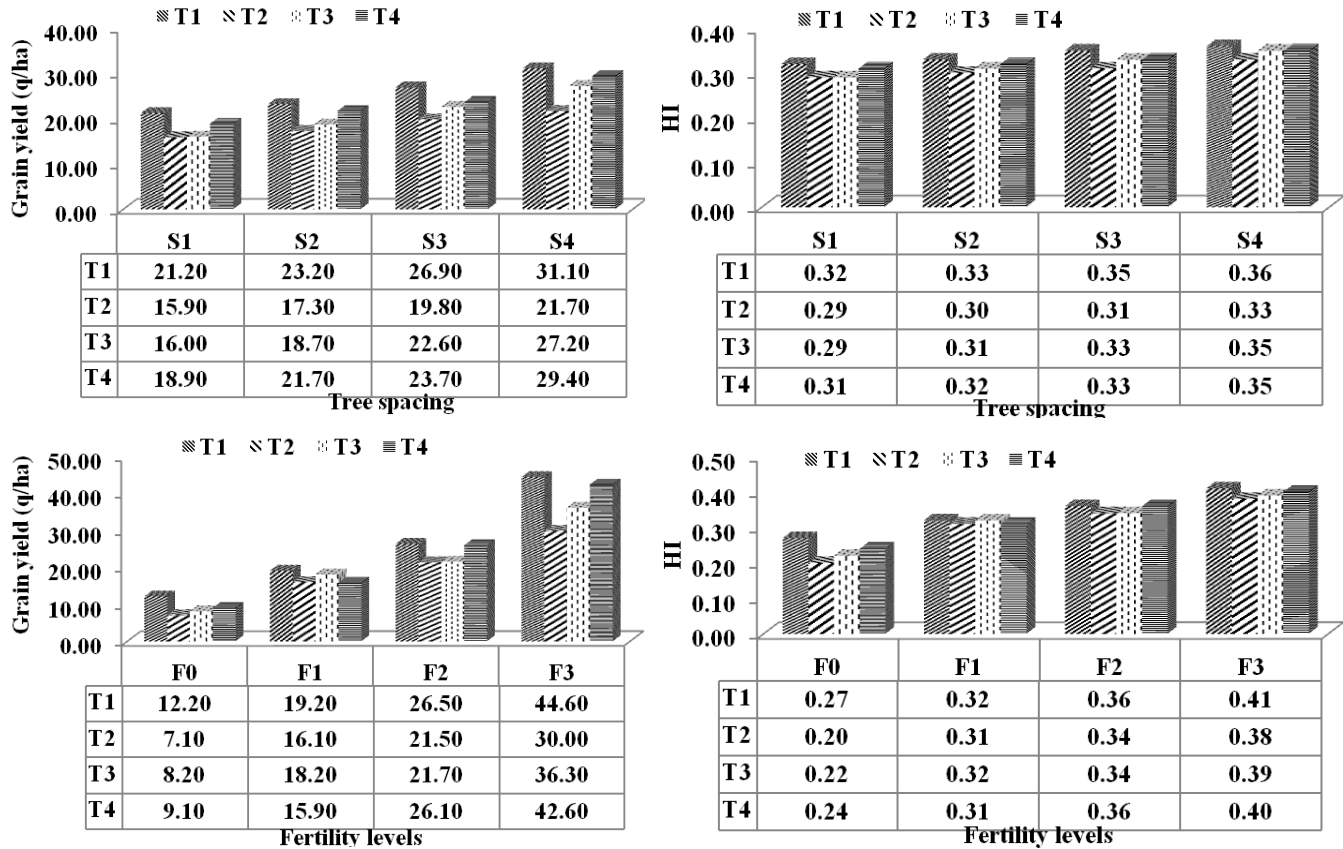 T1 T2 T3 T4
Grain yield (q/ha)
40.00
30.00
20.00
10.00
0.00
S1 S2 S3 S4
T1 21.20 23.20 26.90 31.10
T2 15.90 17.30 19.80 21.70
T3 16.00 18.70 22.60 27.20
T4 18.90 21.70 23.70 29.40
Tree spacing
T1 T2 T3 T4
HI
0.40
0.30
0.20
0.10
0.00
S1 S2 S3 S4
T1 0.32 0.33 0.35 0.36
T2 0.29 0.30 0.31 0.33
T3 0.29 0.31 0.33 0.35
T4 0.31 0.32 0.33 0.35
Tree spacing
T1 T2 T3 T4
Grain yield (q/ha)
50.00
40.00
30.00
20.00
10.00
0.00
F0 F1 F2 F3
T1 12.20 19.20 26.50 44.60
T2 7.10 16.10 21.50 30.00
T3 8.20 18.20 21.70 36.30
T4 9.10 15.90 26.10 42.60
Fertility levels
T1 T2 T3 T4
HI
0.50
0.40
0.30
0.20
0.10
0.00
F0 F1 F2 F3
T1 0.27 0.32 0.36 0.41
T2 0.20 0.31 0.34 0.38
T3 0.22 0.32 0.34 0.39
T4 0.24 0.31 0.36 0.40
Fertility levels